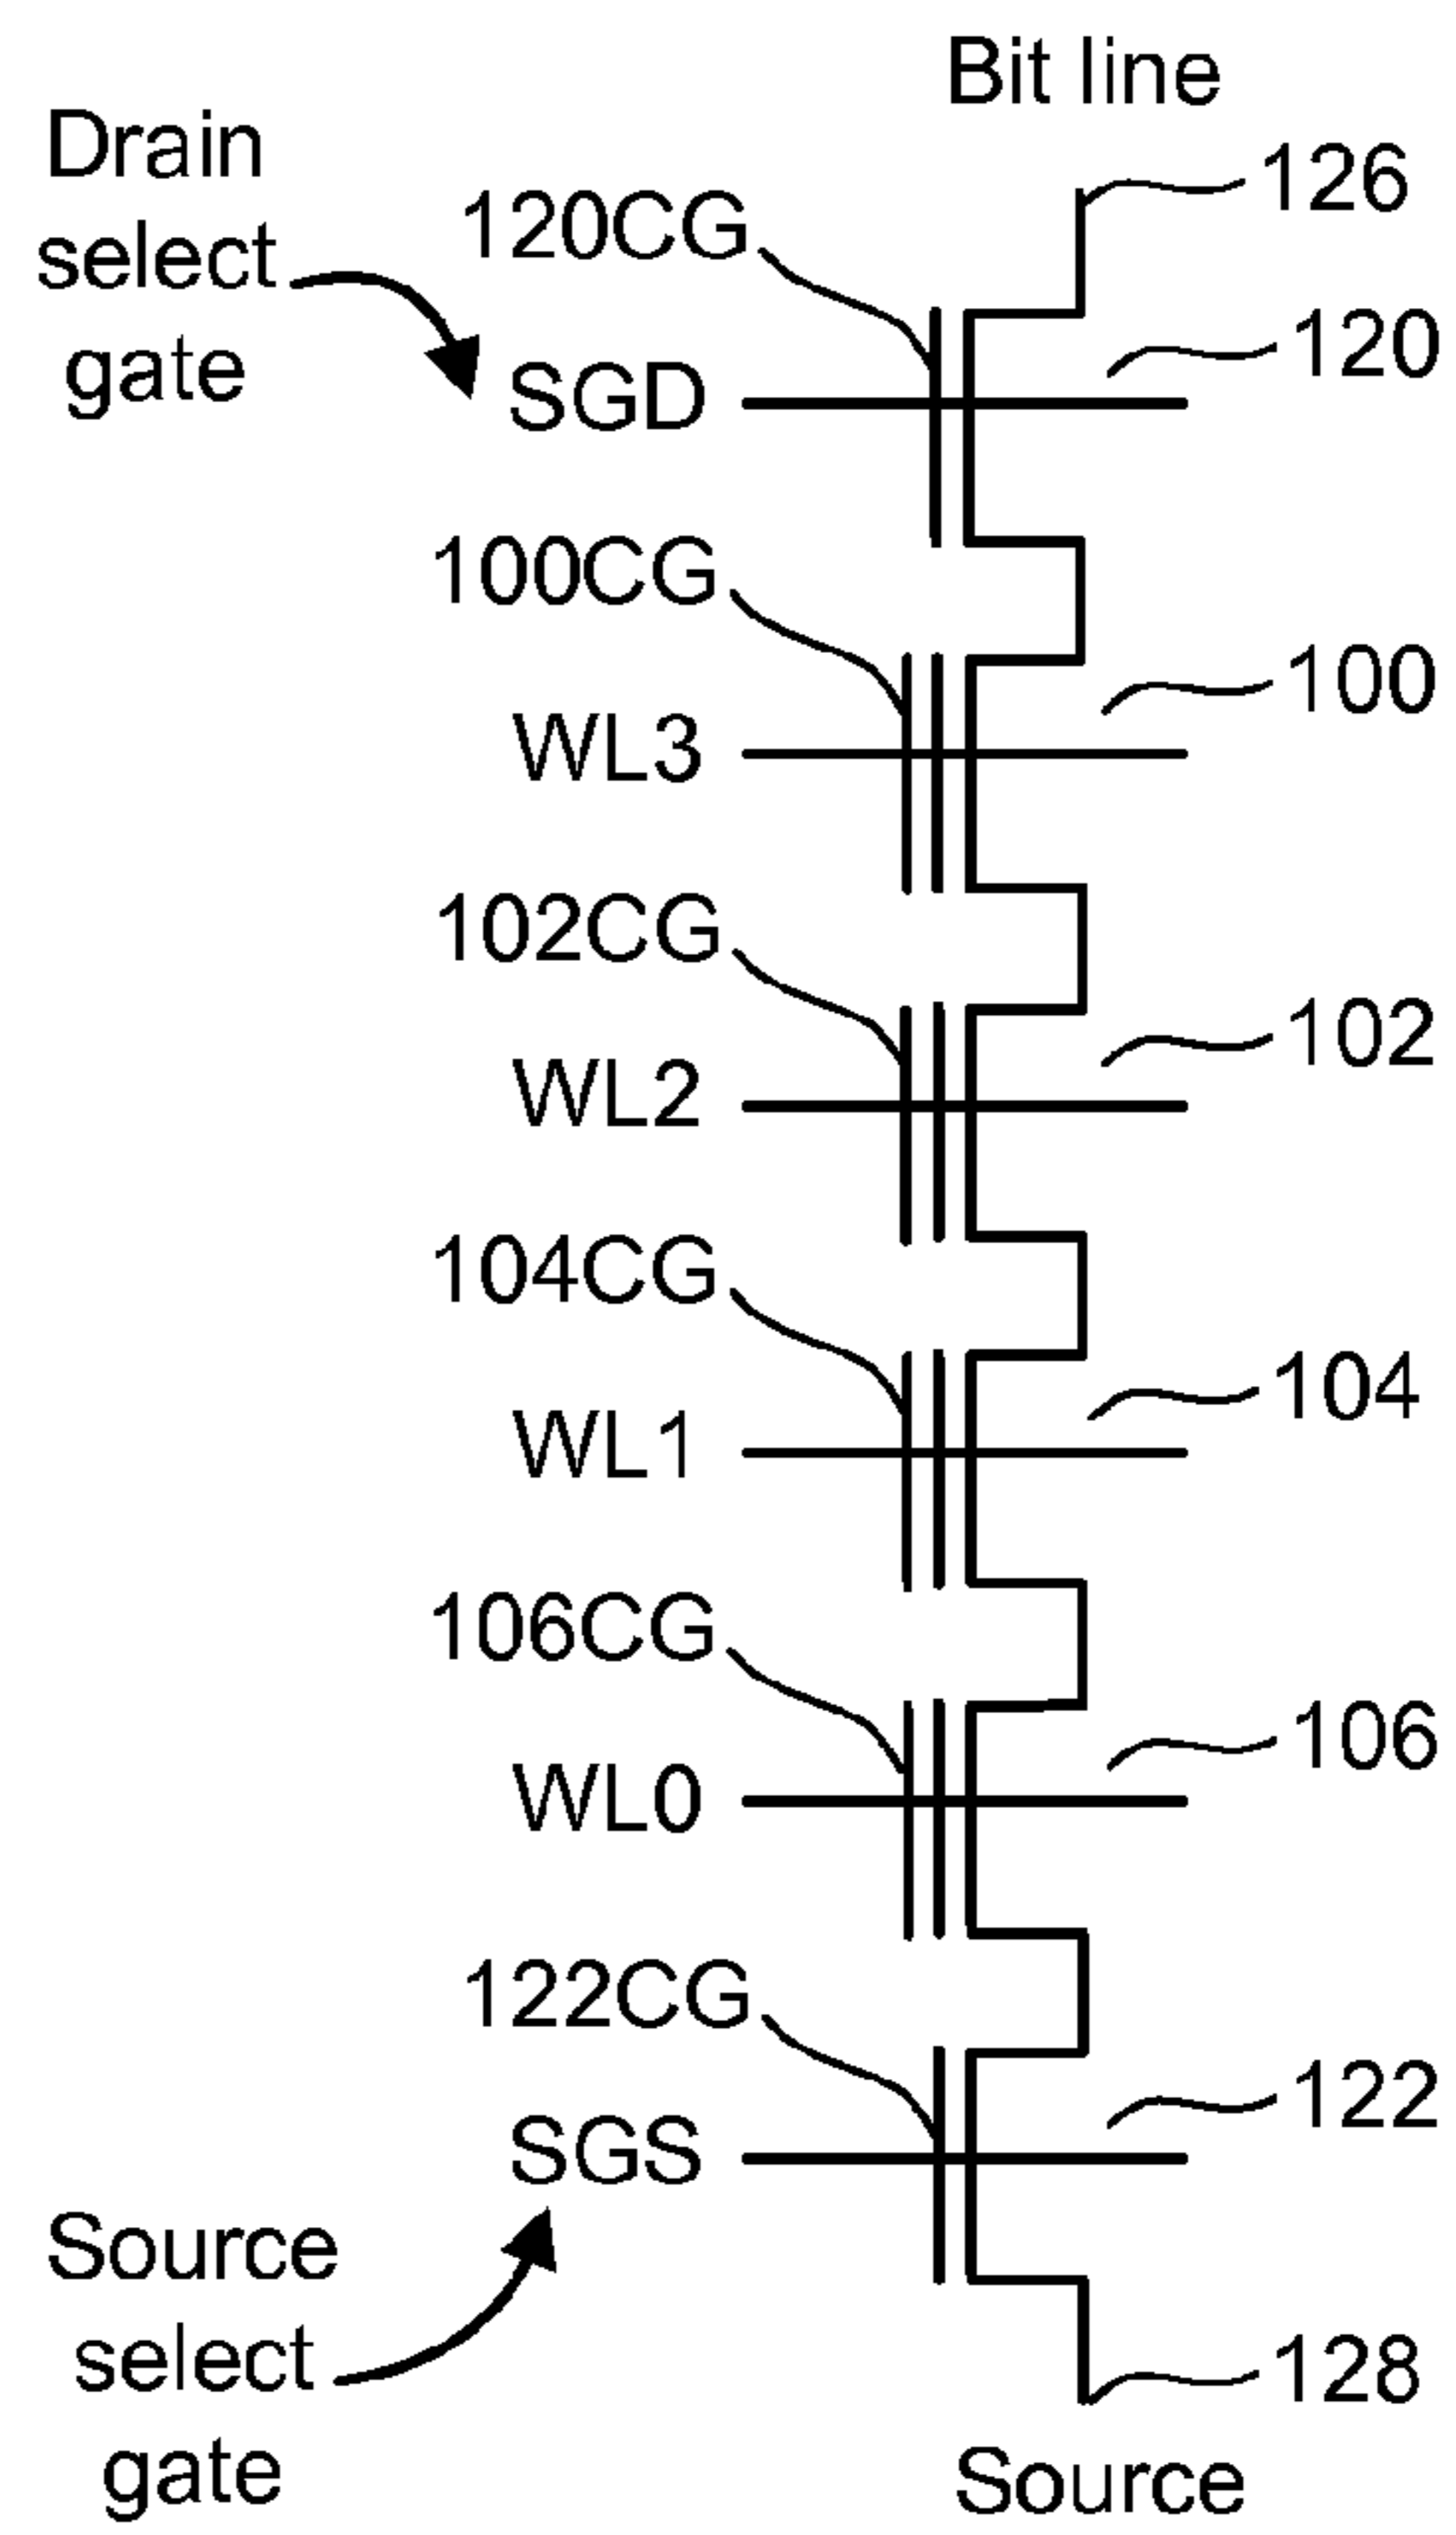 Bit line
126
Drain
select
gate
120CG
120
SGD
100CG
100
WL3
102CG
102
WL2
104CG
104
WL1
106CG
106
WL0
122CG
122
SGS
Source
select
gate
128
Source